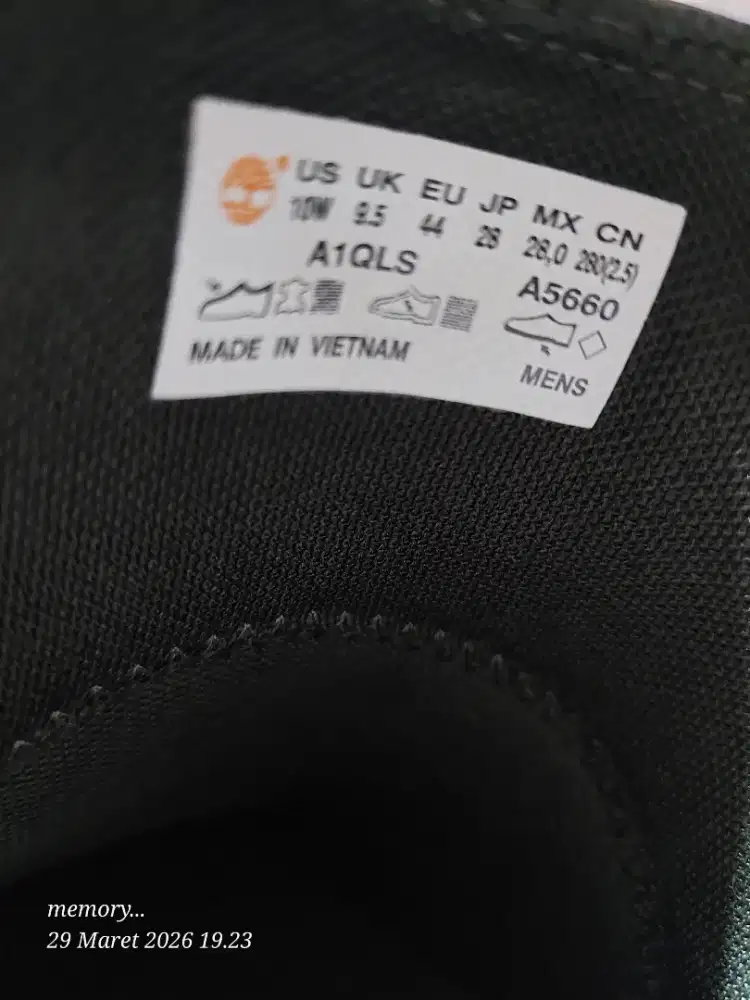 US UK EU JP MX CN
10W 9.5 44 28 28,0 280(2.5)
A1QLS A5660
MADE IN VIETNAM MENS
memory...
29 Maret 2026 19.23